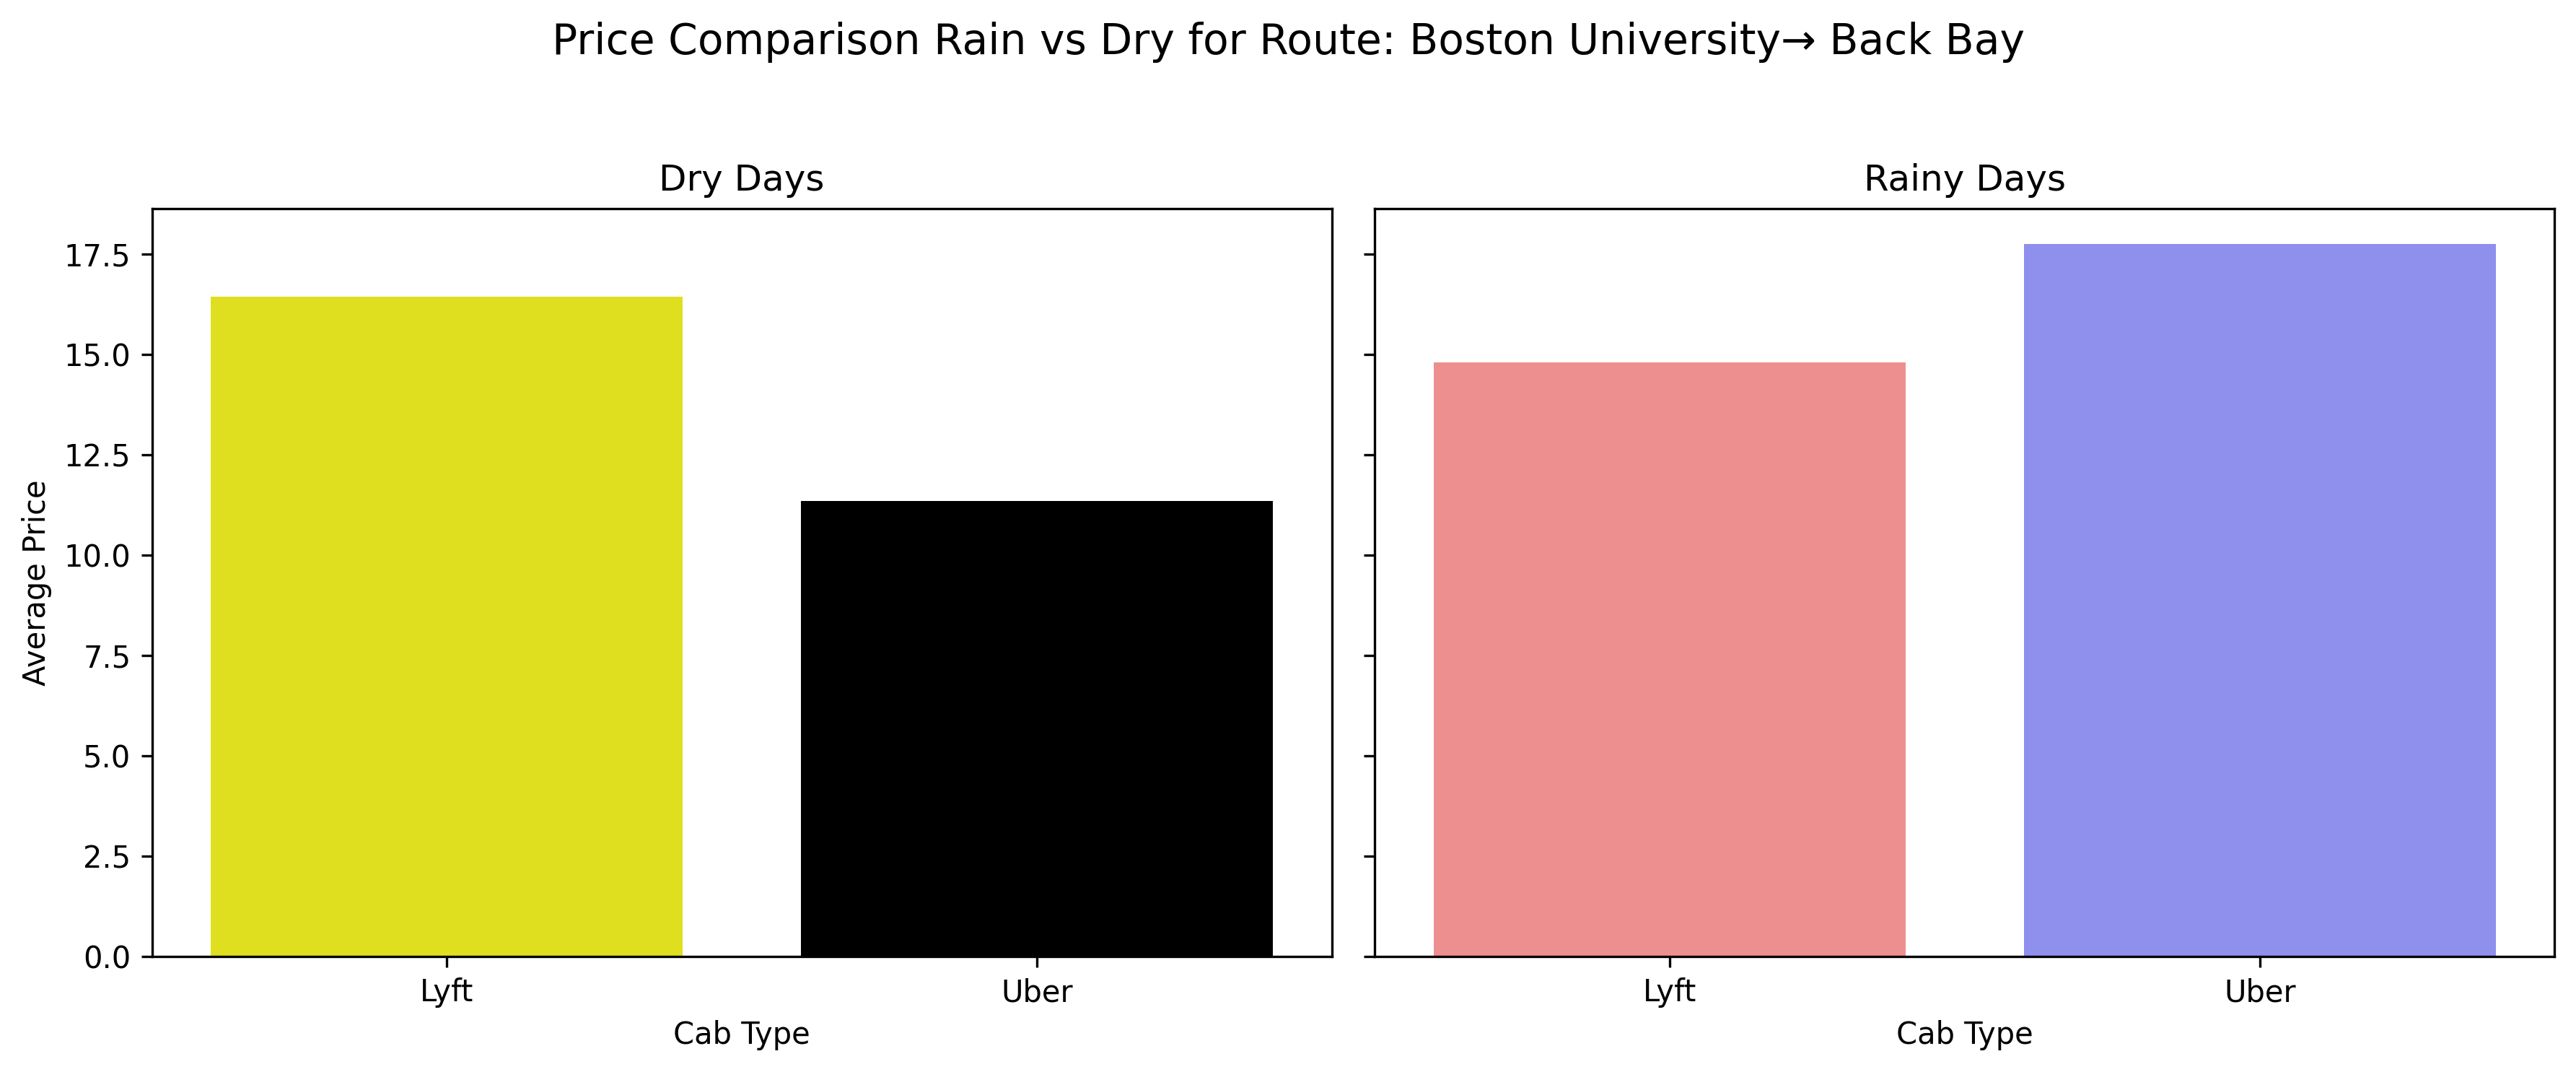 Price Comparison Rain vs Dry for Route: Boston University→ Back Bay
Dry Days
Average Price
17.5
15.0
12.5
10.0
7.5
5.0
2.5
0.0
Lyft
Uber
Cab Type
Rainy Days
Lyft
Uber
Cab Type